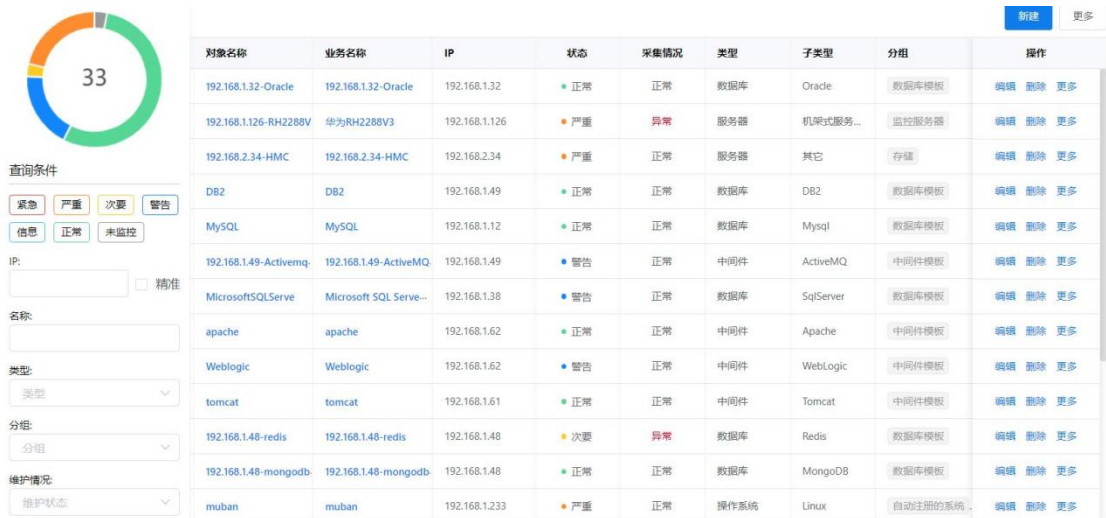 33
查询条件
紧急 严重 次要 警告
信息 正常 未监控
IP:
精准
名称:
类型:
类型
分组:
分组
维护情况:
维护状态
新建 更多
对象名称 业务名称 IP 状态 采集情况 类型 子类型 分组 操作
192.168.1.32-Oracle 192.168.1.32-Oracle 192.168.1.32 正常 正常 数据库 Oracle 数据库模板 编辑 删除 更多
192.168.1.126-RH2288V 华为RH2288V3 192.168.1.126 严重 异常 服务器 机架式服务... 监控服务器 编辑 删除 更多
192.168.2.34-HMC 192.168.2.34-HMC 192.168.2.34 严重 正常 服务器 其它 存储 编辑 删除 更多
DB2 DB2 192.168.1.49 正常 正常 数据库 DB2 数据库模板 编辑 删除 更多
MySQL MySQL 192.168.1.12 正常 正常 数据库 Mysql 数据库模板 编辑 删除 更多
192.168.1.49-Activemq- 192.168.1.49-ActiveMQ 192.168.1.49 警告 正常 中间件 ActiveMQ 中间件模板 编辑 删除 更多
MicrosoftSQLServe Microsoft SQL Serve... 192.168.1.38 警告 正常 数据库 SqlServer 数据库模板 编辑 删除 更多
apache apache 192.168.1.62 正常 正常 中间件 Apache 中间件模板 编辑 删除 更多
Weblogic Weblogic 192.168.1.62 警告 正常 中间件 WebLogic 中间件模板 编辑 删除 更多
tomcat tomcat 192.168.1.61 正常 正常 中间件 Tomcat 中间件模板 编辑 删除 更多
192.168.1.48-redis 192.168.1.48-redis 192.168.1.48 次要 异常 数据库 Redis 数据库模板 编辑 删除 更多
192.168.1.48-mongodb- 192.168.1.48-mongodb- 192.168.1.48 正常 正常 数据库 MongoDB 数据库模板 编辑 删除 更多
muban muban 192.168.1.233 严重 正常 操作系统 Linux 自动注册的系统 编辑 删除 更多